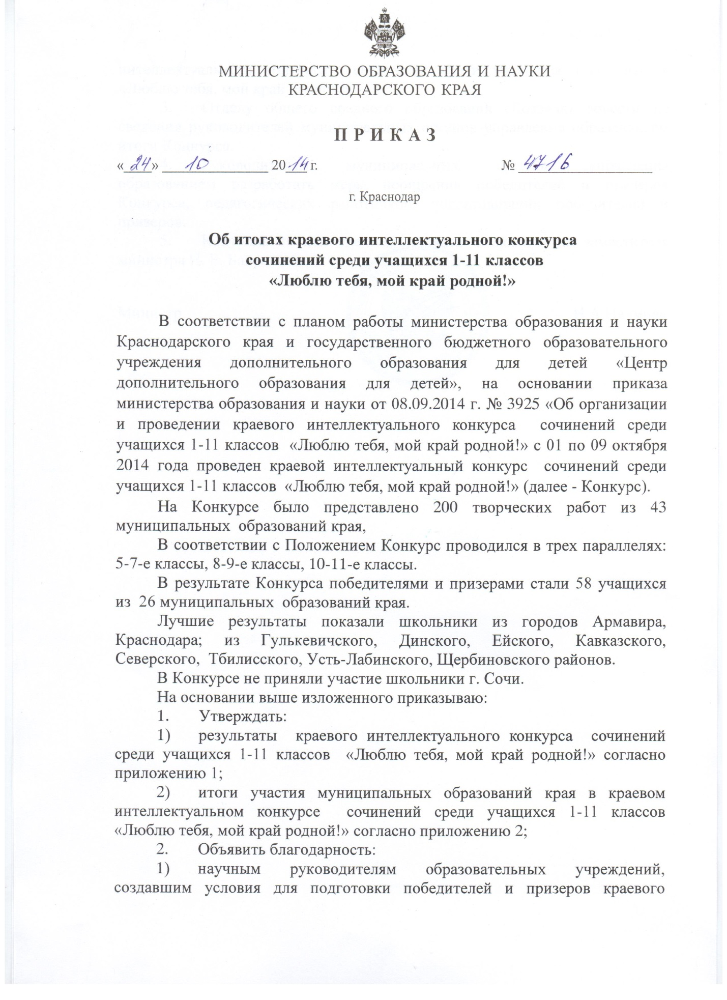 МИНИСТЕРСТВО ОБРАЗОВАНИЯ И НАУКИ
КРАСНОДАРСКОГО КРАЯ
ПРИКАЗ
«24» 10 2014 г. № 4716
г. Краснодар
Об итогах краевого интеллектуального конкурса
сочинений среди учащихся 1-11 классов
«Люблю тебя, мой край родной!»
В соответствии с планом работы министерства образования и науки
Краснодарского края и государственного бюджетного образовательного
учреждения дополнительного образования для детей «Центр
дополнительного образования для детей», на основании приказа
министерства образования и науки от 08.09.2014 г. № 3925 «Об организации
и проведении краевого интеллектуального конкурса сочинений среди
учащихся 1-11 классов «Люблю тебя, мой край родной!» с 01 по 09 октября
2014 года проведен краевой интеллектуальный конкурс сочинений среди
учащихся 1-11 классов «Люблю тебя, мой край родной!» (далее - Конкурс).
На Конкурсе было представлено 200 творческих работ из 43
муниципальных образований края,
В соответствии с Положением Конкурс проводился в трех параллелях:
5-7-е классы, 8-9-е классы, 10-11-е классы.
В результате Конкурса победителями и призерами стали 58 учащихся
из 26 муниципальных образований края.
Лучшие результаты показали школьники из городов Армавира,
Краснодара; из Гулькевичского, Динского, Ейского, Кавказского,
Северского, Тбилисского, Усть-Лабинского, Щербиновского районов.
В Конкурсе не приняли участие школьники г. Сочи.
На основании выше изложенного приказываю:
1. Утверждать:
1) результаты краевого интеллектуального конкурса сочинений
среди учащихся 1-11 классов «Люблю тебя, мой край родной!» согласно
приложению 1;
2) итоги участия муниципальных образований края в краевом
интеллектуальном конкурсе сочинений среди учащихся 1-11 классов
«Люблю тебя, мой край родной!» согласно приложению 2;
2. Объявить благодарность:
1) научным руководителям образовательных учреждений,
создавшим условия для подготовки победителей и призеров краевого